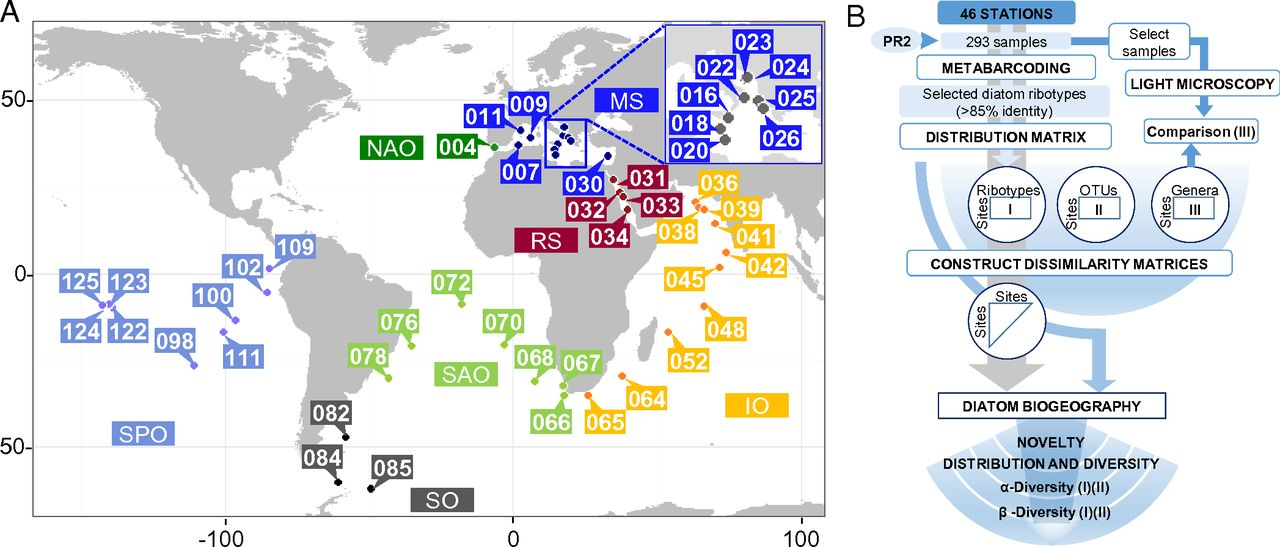 A
50
0
50
-100
0
100
NAO
MS
RS
SAO
IO
SPO
SO
004
011
009
007
030
023
022
024
016
025
018
026
020
031
032
033
034
036
039
038
041
042
045
048
052
064
065
072
076
070
078
068
067
066
109
102
125
123
100
124
122
098
111
082
084
085
B
46 STATIONS
PR2
293 samples
Select
samples
METABARCODING
LIGHT MICROSCOPY
Selected diatom ribotypes
(>85% identity)
DISTRIBUTION MATRIX
Comparison (III)
Ribotypes
Sites
I
OTUs
Sites
II
Genera
Sites
III
CONSTRUCT DISSIMILARITY MATRICES
Sites
Sites
DIATOM BIOGEOGRAPHY
NOVELTY
DISTRIBUTION AND DIVERSITY
α-Diversity (I)(II)
β -Diversity (I)(II)